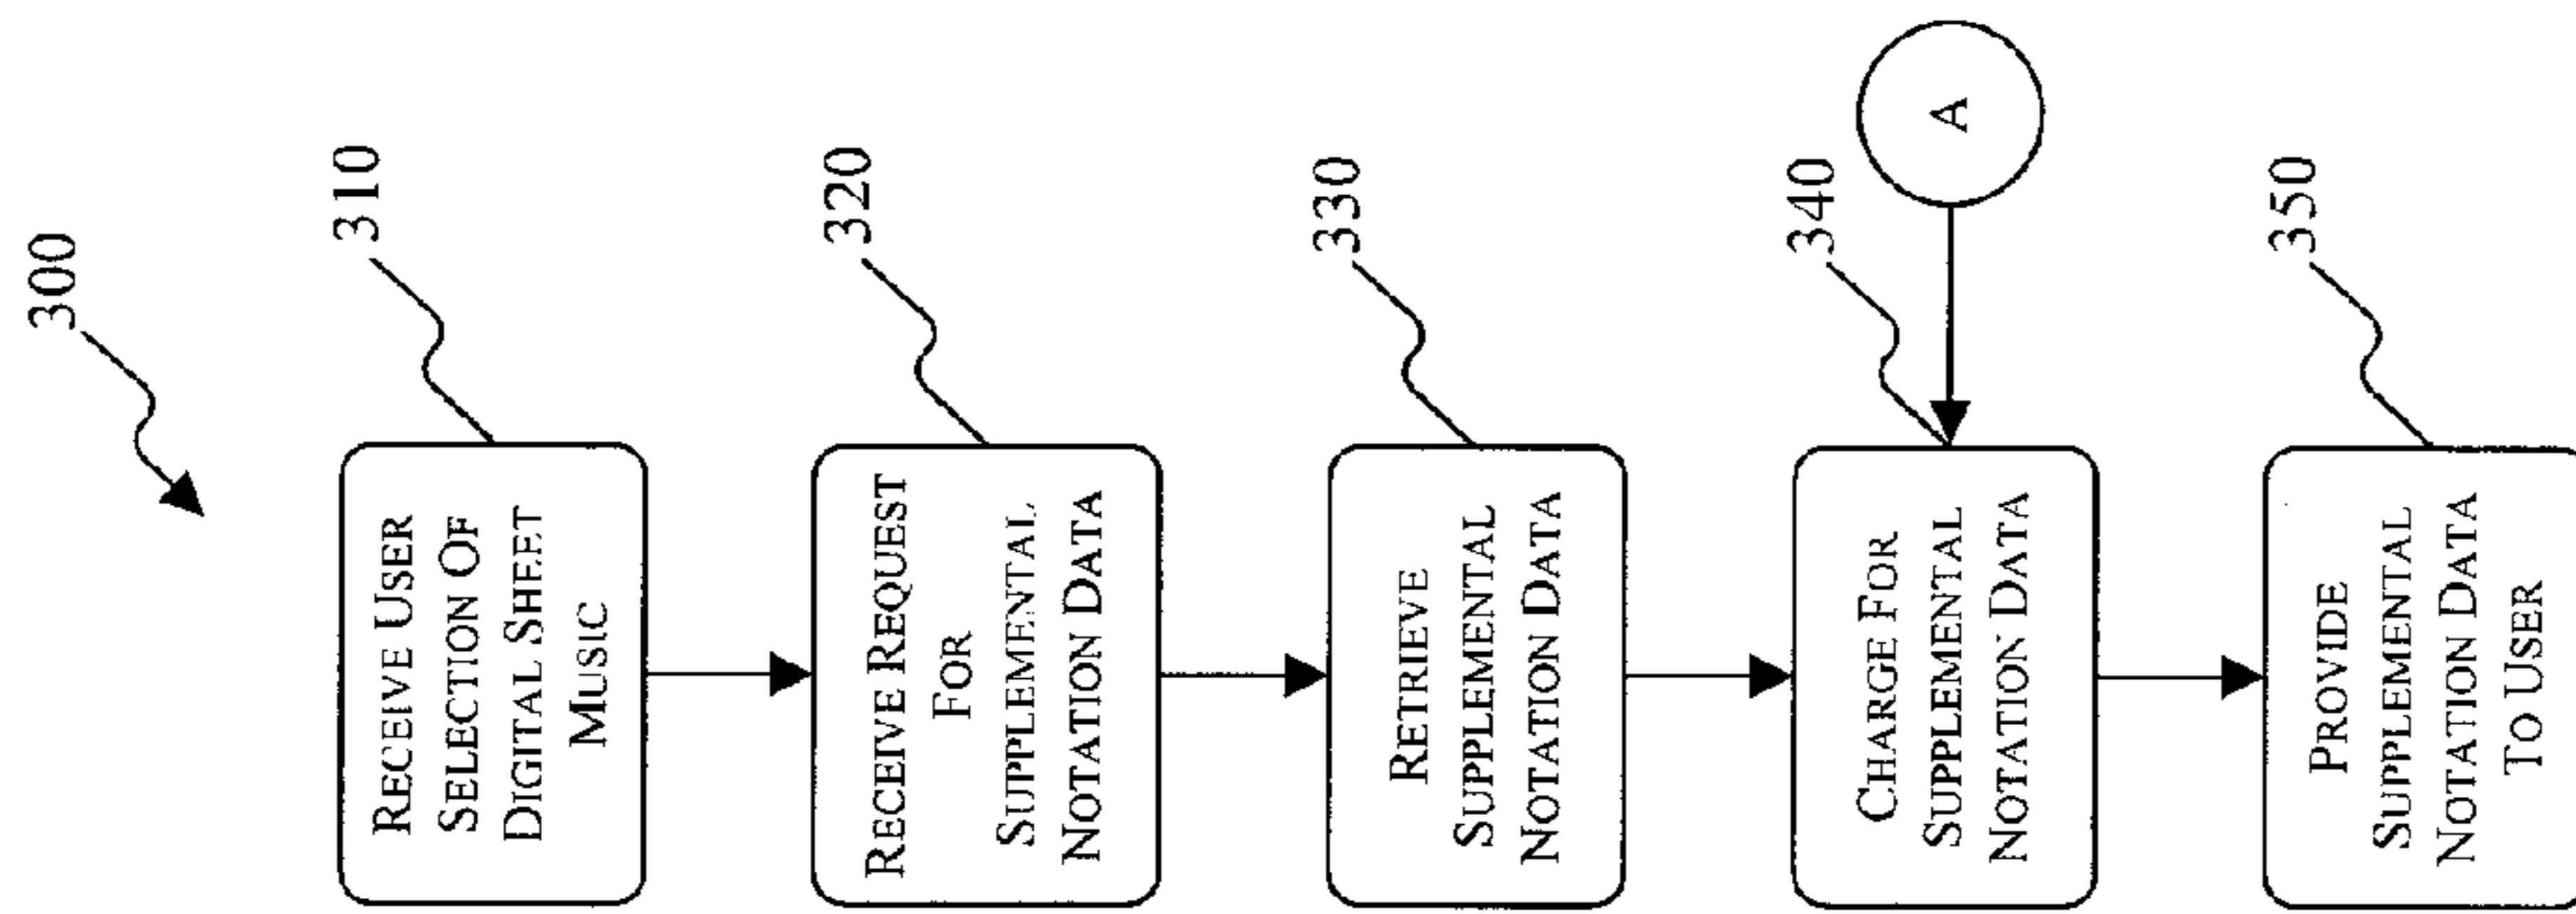 300
310
RECEIVE USER
SELECTION OF
DIGITAL SHEET
MUSIC
320
RECEIVE REQUEST
FOR
SUPPLEMENTAL
NOTATION DATA
330
RETRIEVE
SUPPLEMENTAL
NOTATION DATA
340
A
CHARGE FOR
SUPPLEMENTAL
NOTATION DATA
350
PROVIDE
SUPPLEMENTAL
NOTATION DATA
TO USER